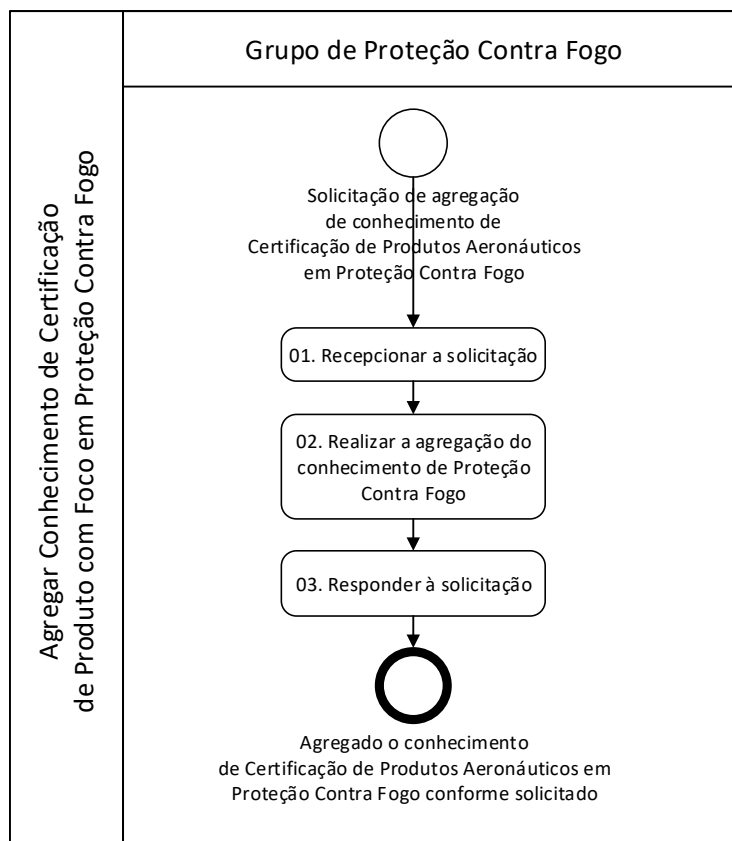 Grupo de Proteção Contra Fogo
Agregar Conhecimento de Certificação
de Produto com Foco em Proteção Contra Fogo
Solicitação de agregação
de conhecimento de
Certificação de Produtos Aeronáuticos
em Proteção Contra Fogo
01. Recepcionar a solicitação
02. Realizar a agregação do
conhecimento de Proteção
Contra Fogo
03. Responder à solicitação
Agregado o conhecimento
de Certificação de Produtos Aeronáuticos em
Proteção Contra Fogo conforme solicitado